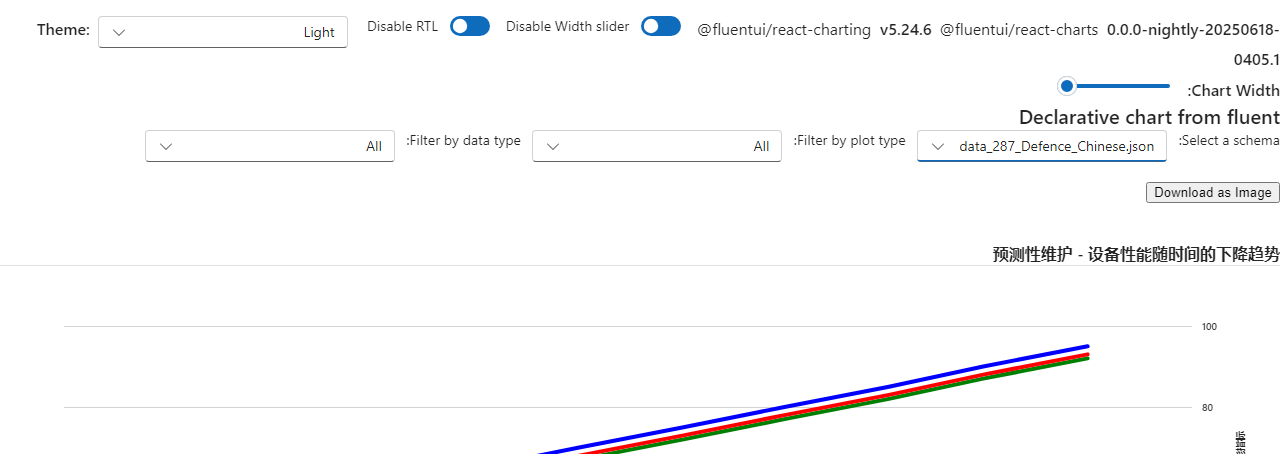 Theme: Light Disable RTL Disable Width slider @fluentui/react-charting v5.24.6 @fluentui/react-charts 0.0.0-nightly-20250618-
0405.1
:Chart Width
Declarative chart from fluent
:Select a schema data_287_Defence_Chinese.json :Filter by plot type All :Filter by data type All
Download as Image
预测性维护 - 设备性能随时间的下降趋势
100
80